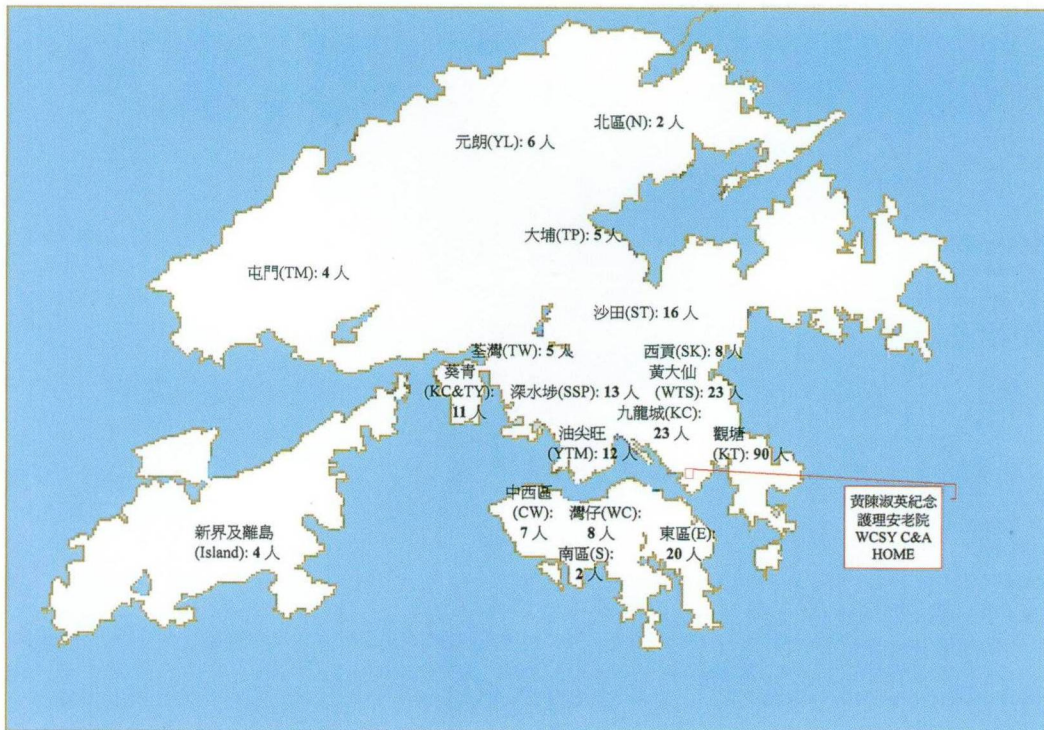 北區(N): 2 人
元朗(YL): 6 人
大埔(TP): 5 人
屯門(TM): 4 人
沙田(ST): 16 人
荃灣(TW): 5 人
西貢(SK): 8 人
葵青
(KC&TY):
11 人
深水埗(SSP): 13 人
黃大仙
(WTS): 23 人
九龍城(KC):
23 人
油尖旺
(YTM): 12 人
觀塘
(KT): 90 人
黃陳淑英紀念
護理安老院
WCSY C&A
HOME
中西區
(CW):
7 人
灣仔(WC):
8 人
東區(E):
20 人
南區(S):
2 人
新界及離島
(Island): 4 人